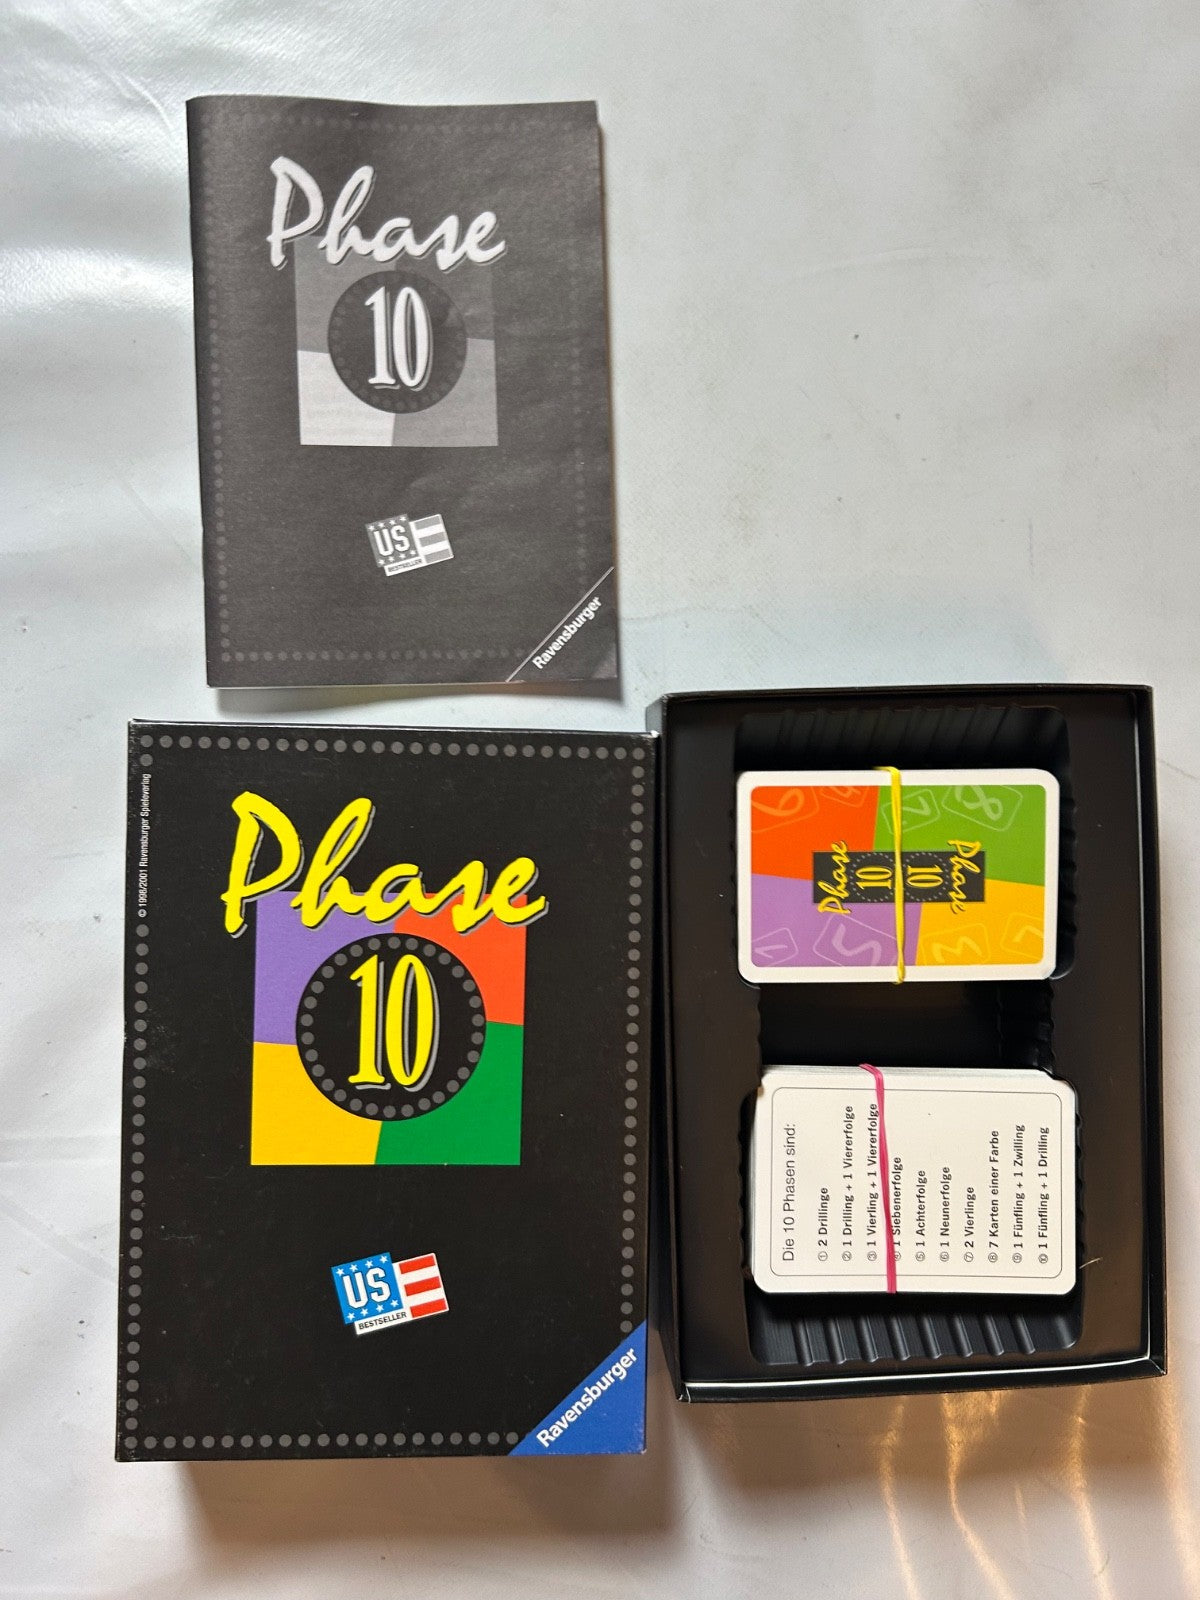 Phase
10
US
BESTSELLER
Ravensburger
© 1998/2001 Ravensburger Spieleverlag
Phase
10
US
BESTSELLER
Ravensburger
Phase
10
10
Phase
Die 10 Phasen sind:
① 2 Drillinge
② 1 Drilling + 1 Viererfolge
③ 1 Vierling + 1 Viererfolge
④ 1 Siebenerfolge
⑤ 1 Achterfolge
⑥ 1 Neunerfolge
⑦ 2 Vierlinge
⑧ 7 Karten einer Farbe
⑨ 1 Fünfling + 1 Zwilling
⑩ 1 Fünfling + 1 Drilling